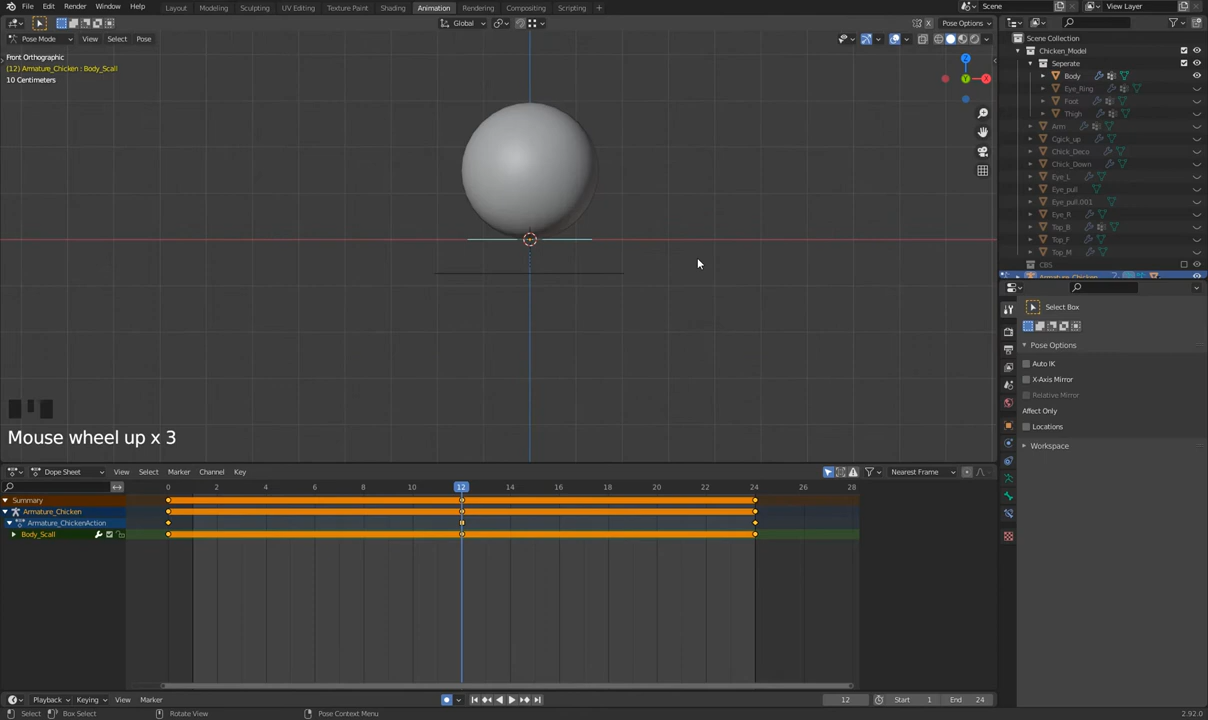 File Edit Render Window Help Layout Modeling Sculpting UV Editing Texture Paint Shading Animation Rendering Compositing Scripting + Scene View Layer
Global Pose Options
Pose Mode View Select Pose
Front Orthographic
(12) Armature_Chicken : Body_Scall
10 Centimeters
Z
Y
X
Mouse wheel up x 3
Scene Collection
Chicken_Model
Seperate
Body
Eye_Ring
Foot
Thigh
Arm
Cgick_up
Chick_Deco
Chick_Down
Eye_L
Eye_pull
Eye_pull.001
Eye_R
Top_B
Top_F
Top_M
CBS
Armature_Chicken
Select Box
Pose Options
Auto IK
X-Axis Mirror
Relative Mirror
Affect Only
Locations
Workspace
Dope Sheet View Select Marker Channel Key Nearest Frame
0 2 4 6 8 10 12 14 16 18 20 22 24 26 28
Summary
Armature_Chicken
Armature_ChickenAction
Body_Scall
Playback Keying View Marker 12 Start 1 End 24
Select Box Select Rotate View Pose Context Menu 2.92.0